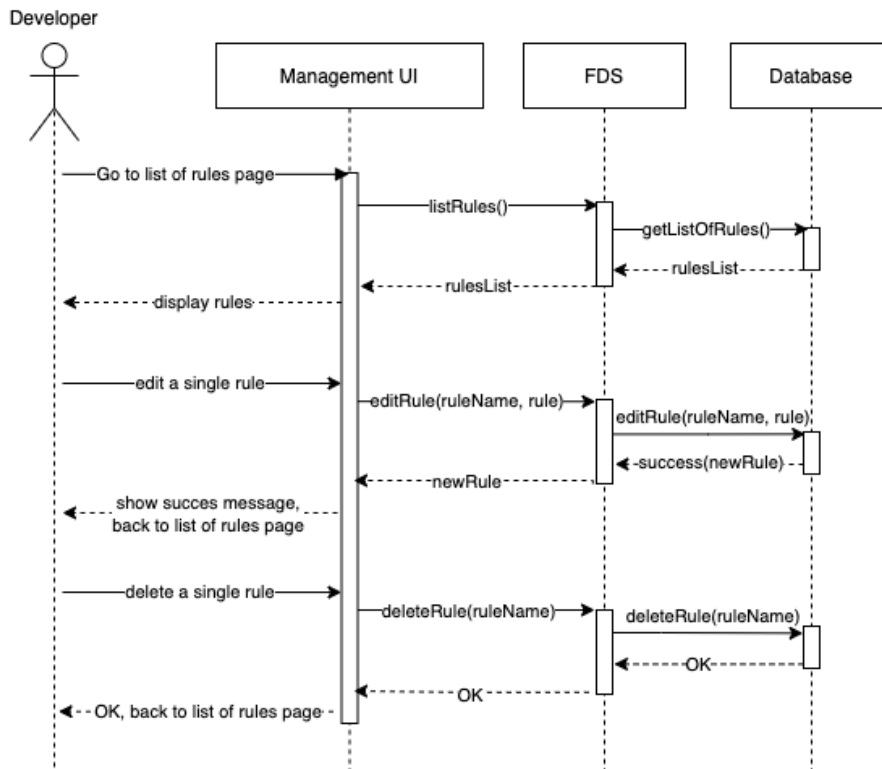 Developer
Management UI
FDS
Database
Go to list of rules page
listRules()
getListOfRules()
rulesList
rulesList
display rules
edit a single rule
editRule(ruleName, rule)
editRule(ruleName, rule)
success(newRule)
newRule
show succes message,
back to list of rules page
delete a single rule
deleteRule(ruleName)
deleteRule(ruleName)
OK
OK
OK, back to list of rules page